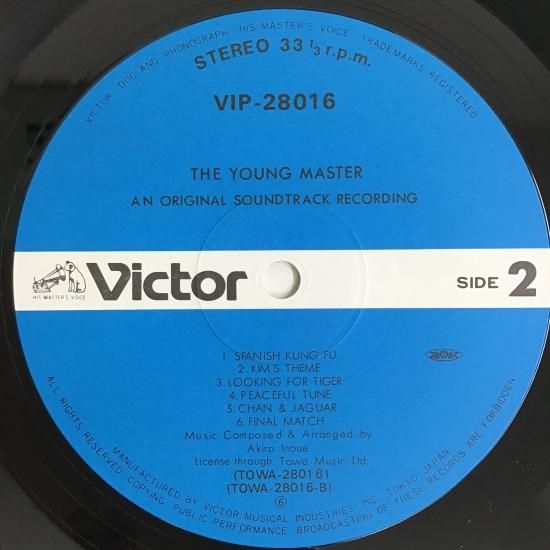 VICTOR DOG AND PHONOGRAPH · HIS MASTER'S VOICE · TRADEMARKS REGISTERED
STEREO 33 1/3 r.p.m.
VIP-28016
THE YOUNG MASTER
AN ORIGINAL SOUNDTRACK RECORDING
HIS MASTER'S VOICE
Victor
SIDE 2
1. SPANISH KUNG FU
2. KIM'S THEME
3. LOOKING FOR TIGER
4. PEACEFUL TUNE
5. CHAN & JAGUAR
6. FINAL MATCH
JASRAC
Music Composed & Arranged by
Akira Inoue
License through Towa Music Ltd.
(TOWA-28016)
(TOWA-28016-B)
⑥
MANUFACTURED BY VICTOR MUSICAL INDUSTRIES, INC., TOKYO, JAPAN
ALL RIGHTS RESERVED. COPYING, PUBLIC PERFORMANCE, BROADCASTING OF THESE RECORDS ARE FORBIDDEN